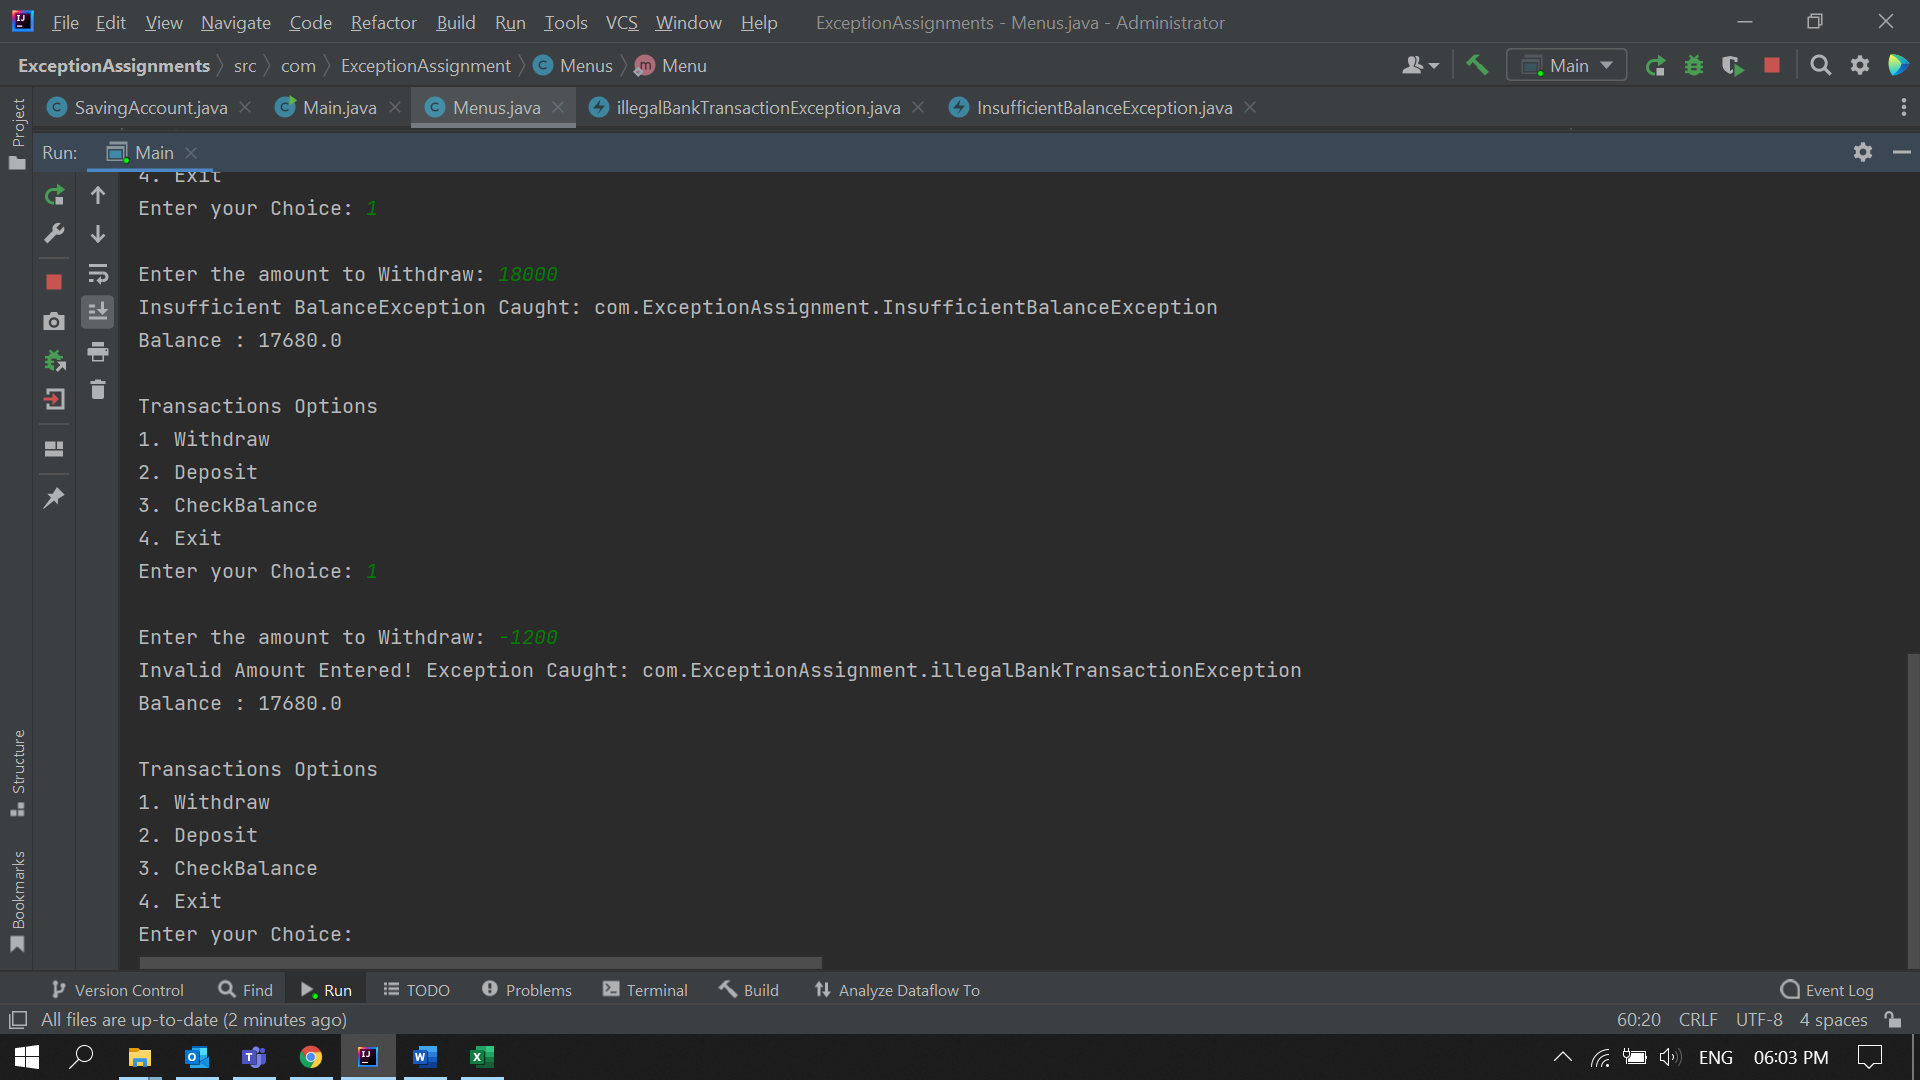 File Edit View Navigate Code Refactor Build Run Tools VCS Window Help ExceptionAssignments - Menus.java - Administrator
ExceptionAssignments src com ExceptionAssignment Menus Menu Main
SavingAccount.java Main.java Menus.java illegalBankTransactionException.java InsufficientBalanceException.java
Project
Run: Main
4. Exit
Enter your Choice: 1
Enter the amount to Withdraw: 18000
Insufficient BalanceException Caught: com.ExceptionAssignment.InsufficientBalanceException
Balance : 17680.0
Transactions Options
1. Withdraw
2. Deposit
3. CheckBalance
4. Exit
Enter your Choice: 1
Enter the amount to Withdraw: -1200
Invalid Amount Entered! Exception Caught: com.ExceptionAssignment.illegalBankTransactionException
Balance : 17680.0
Transactions Options
1. Withdraw
2. Deposit
3. CheckBalance
4. Exit
Enter your Choice:
Structure
Bookmarks
Version Control Find Run TODO Problems Terminal Build Analyze Dataflow To Event Log
All files are up-to-date (2 minutes ago) 60:20 CRLF UTF-8 4 spaces
ENG 06:03 PM